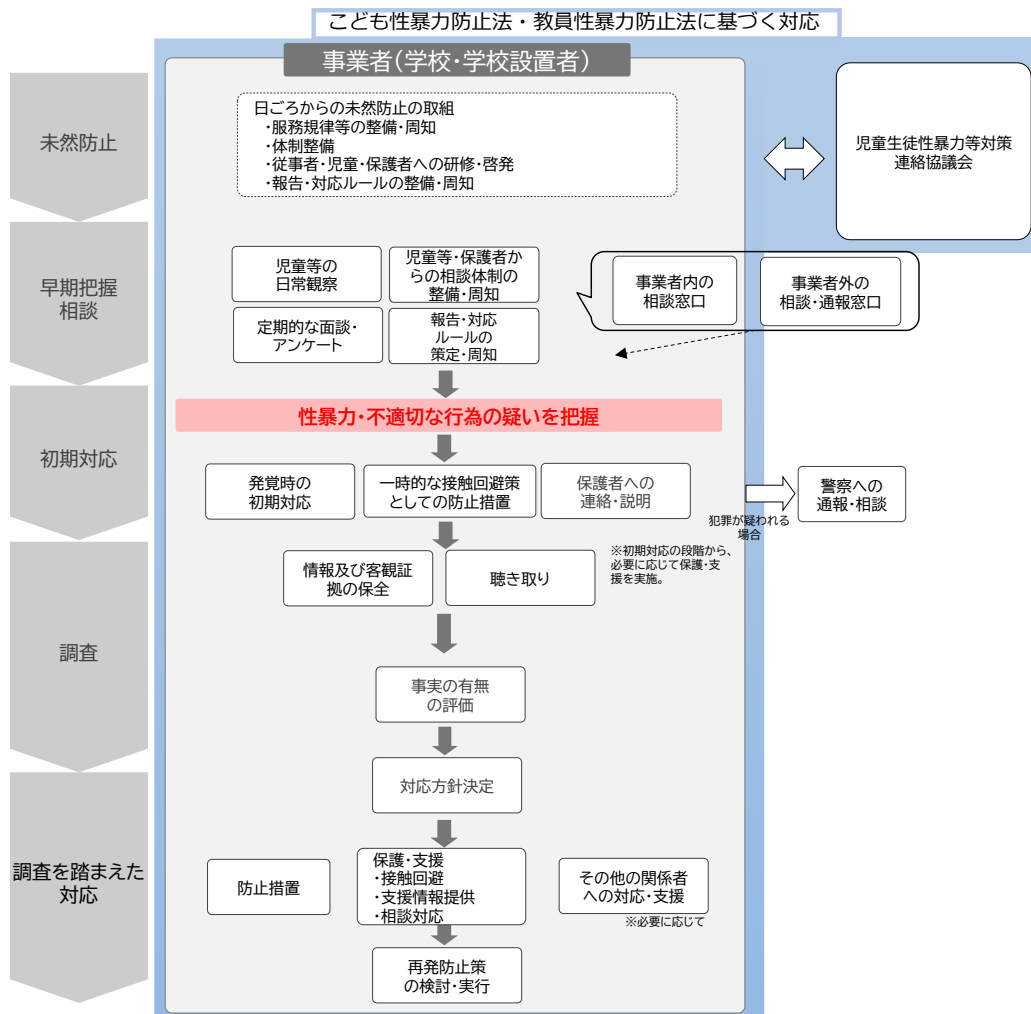 こども性暴力防止法・教員性暴力防止法に基づく対応
事業者(学校・学校設置者)
未然防止
日ごろからの未然防止の取組
・服務規律等の整備・周知
・体制整備
・従事者・児童・保護者への研修・啓発
・報告・対応ルールの整備・周知
児童生徒性暴力等対策
連絡協議会
早期把握
相談
児童等の
日常観察
児童等・保護者か
らの相談体制の
整備・周知
事業者内の
相談窓口
事業者外の
相談・通報窓口
定期的な面談・
アンケート
報告・対応
ルールの
策定・周知
性暴力・不適切な行為の疑いを把握
初期対応
発覚時の
初期対応
一時的な接触回避策
としての防止措置
保護者への
連絡・説明
犯罪が疑われる
場合
警察への
通報・相談
調査
情報及び客観証
拠の保全
聴き取り
※初期対応の段階から、
必要に応じて保護・支
援を実施。
事実の有無
の評価
対応方針決定
調査を踏まえた
対応
防止措置
保護・支援
・接触回避
・支援情報提供
・相談対応
その他の関係者
への対応・支援
※必要に応じて
再発防止策
の検討・実行